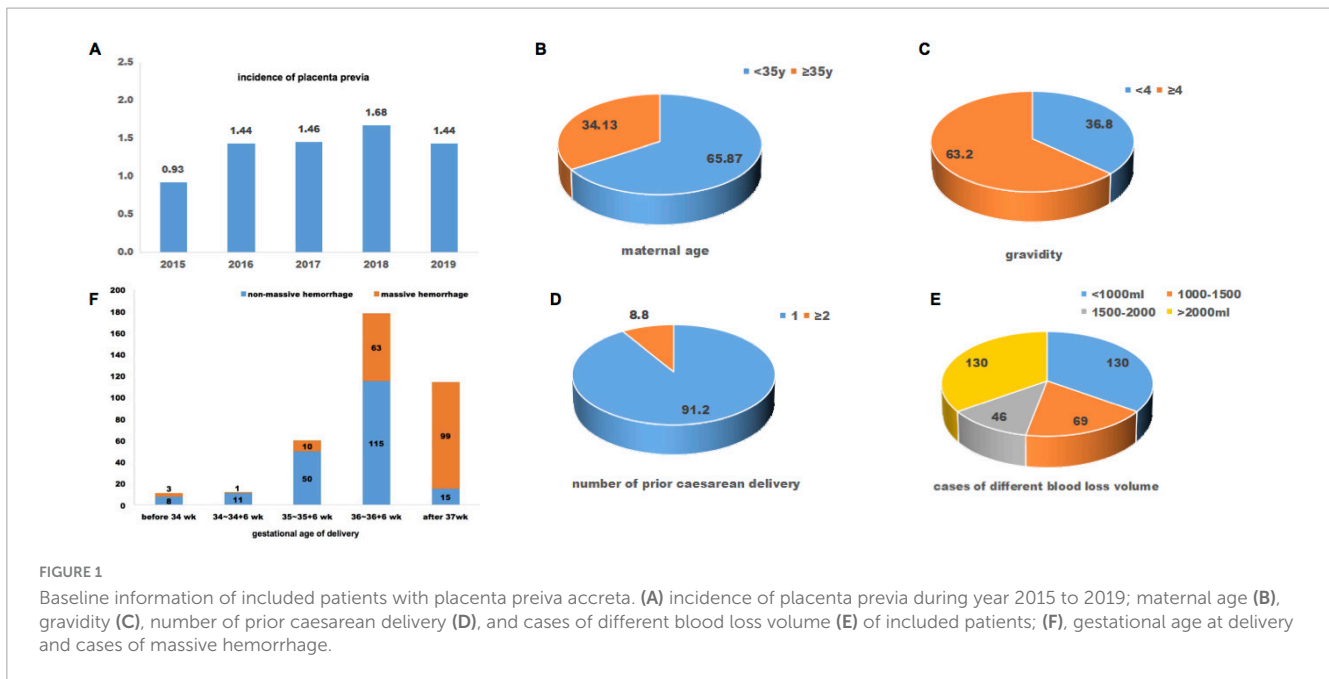 A
incidence of placenta previa
2.5
2.0
1.5
1.0
0.5
0.0
0.93
1.44
1.46
1.68
1.44
2015 2016 2017 2018 2019
B
<35y ≥35y
34.13
65.87
maternal age
C
<4 ≥4
36.8
63.2
gravidity
F
non-massive hemorrhage massive hemorrhage
200
180
160
140
120
100
80
60
40
20
0
3
8
1
11
10
50
63
115
99
15
before 34 wk 34~34+6 wk 35~35+6 wk 36~36+6 wk after 37wk
gestational age of delivery
D
1 ≥2
8.8
91.2
number of prior caesarean delivery
E
<1000ml 1000-1500
1500-2000 >2000ml
130
130
46
69
cases of different blood loss volume
FIGURE 1
Baseline information of included patients with placenta preiva accreta. (A) incidence of placenta previa during year 2015 to 2019; maternal age (B),
gravidity (C), number of prior caesarean delivery (D), and cases of different blood loss volume (E) of included patients; (F), gestational age at delivery
and cases of massive hemorrhage.